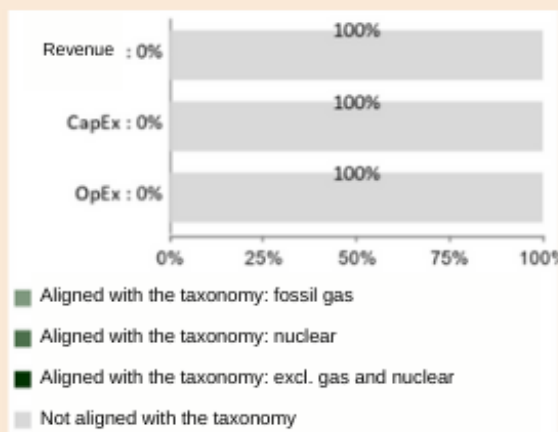 100%
Revenue : 0%
100%
CapEx : 0%
100%
OpEx : 0%
0% 25% 50% 75% 100%
Aligned with the taxonomy: fossil gas
Aligned with the taxonomy: nuclear
Aligned with the taxonomy: excl. gas and nuclear
Not aligned with the taxonomy